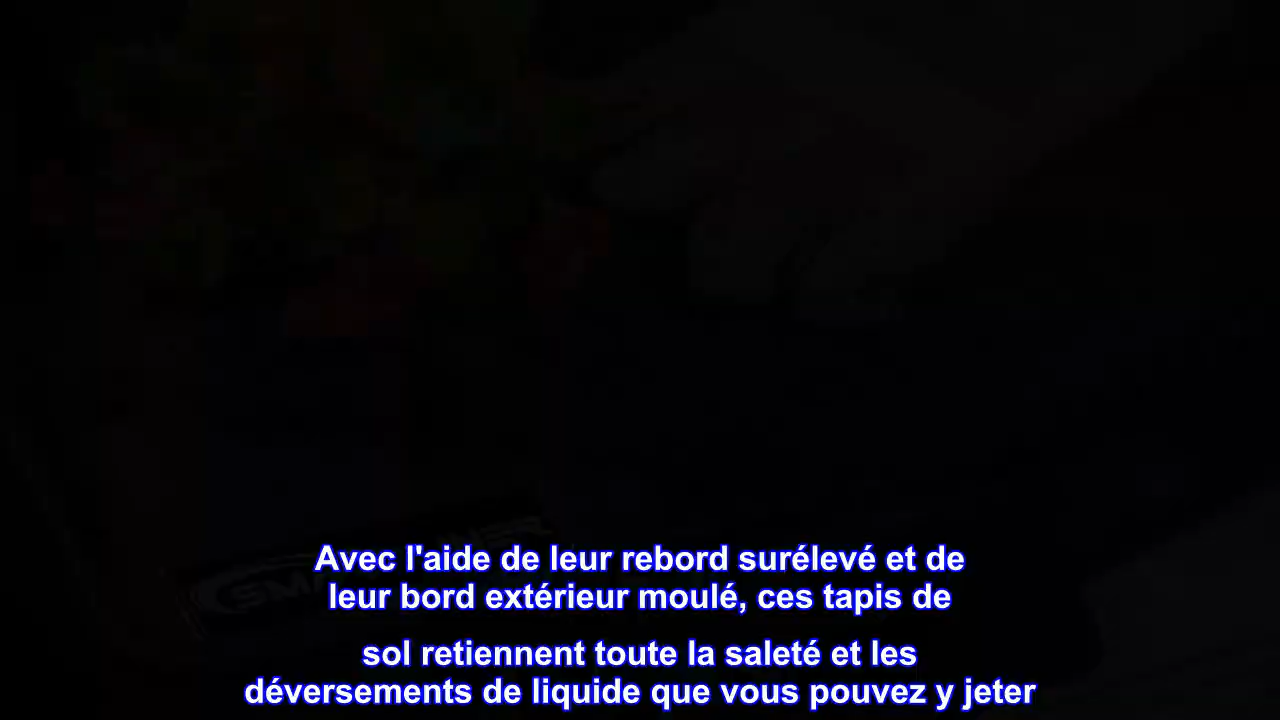 Avec l'aide de leur rebord surélevé et de
leur bord extérieur moulé, ces tapis de
sol retiennent toute la saleté et les
déversements de liquide que vous pouvez y jeter